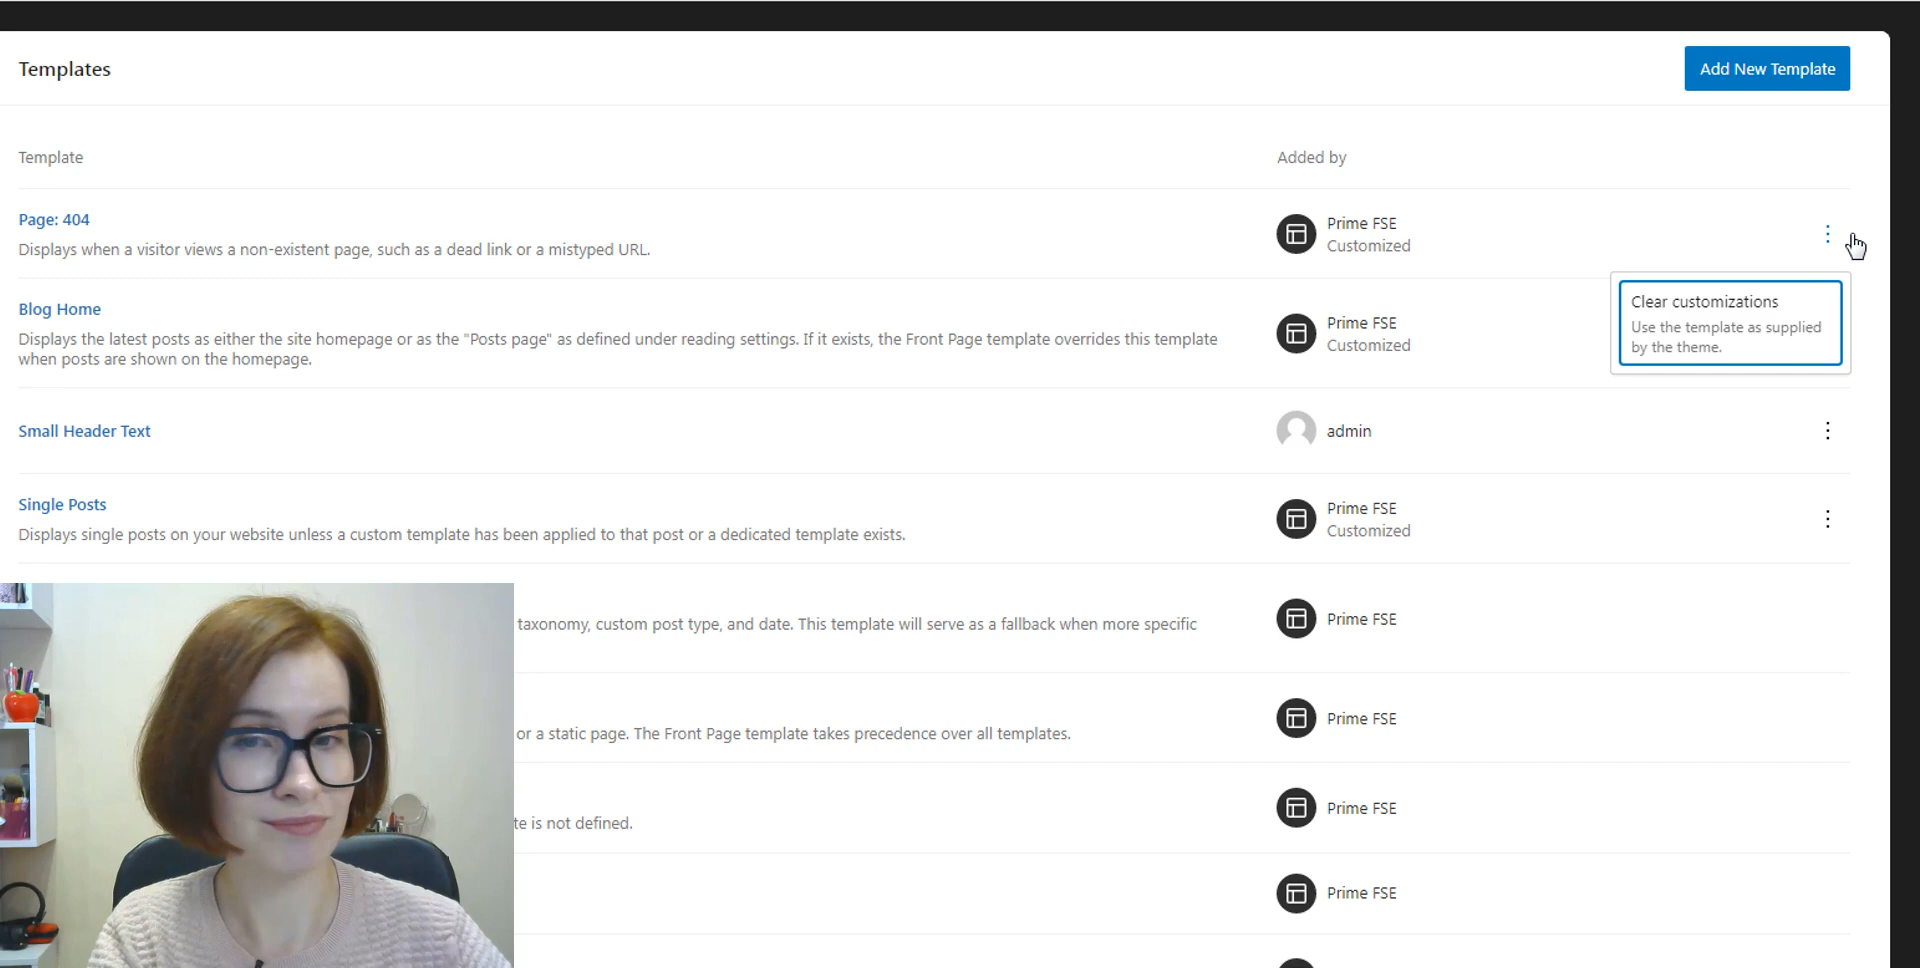 Templates
Add New Template
Template
Added by
Page: 404
Displays when a visitor views a non-existent page, such as a dead link or a mistyped URL.
Prime FSE
Customized
Clear customizations
Use the template as supplied
by the theme.
Blog Home
Displays the latest posts as either the site homepage or as the "Posts page" as defined under reading settings. If it exists, the Front Page template overrides this template
when posts are shown on the homepage.
Prime FSE
Customized
Small Header Text
admin
Single Posts
Displays single posts on your website unless a custom template has been applied to that post or a dedicated template exists.
Prime FSE
Customized
taxonomy, custom post type, and date. This template will serve as a fallback when more specific
Prime FSE
or a static page. The Front Page template takes precedence over all templates.
Prime FSE
te is not defined.
Prime FSE
Prime FSE